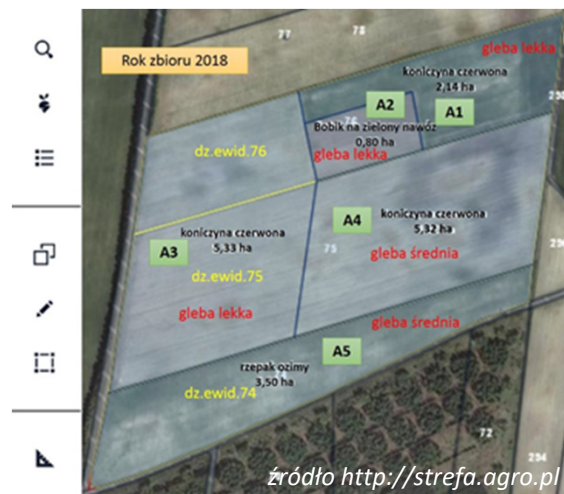 77
78
Rok zbioru 2018
gleba lekka
koniczyna czerwona
2,14 ha
A2
A1
76
Bobik na zielony nawóz
0,80 ha
dz.ewid.76
gleba lekka
koniczyna czerwona
5,33 ha
A3
A4
koniczyna czerwona
5,32 ha
75
gleba średnia
dz.ewid.75
gleba lekka
gleba średnia
A5
rzepak ozimy
3,50 ha
dz.ewid.74
72
294
źródło http://strefa.agro.pl